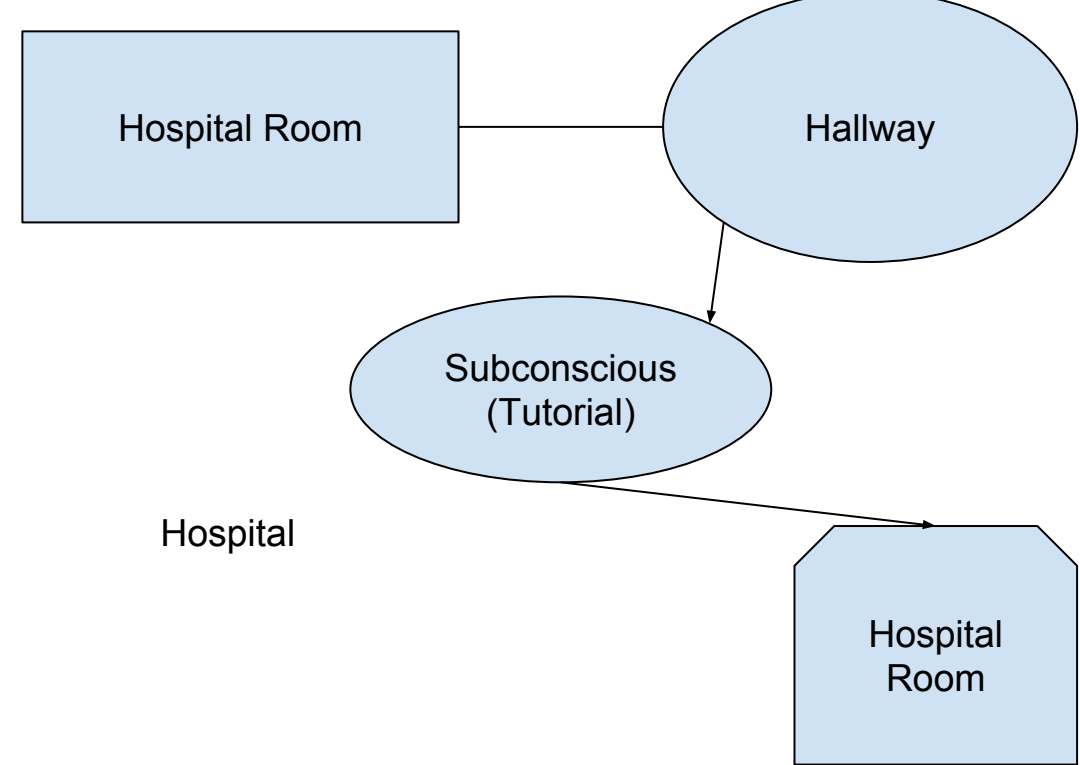 Hospital Room
Hallway
Subconscious
(Tutorial)
Hospital
Hospital
Room